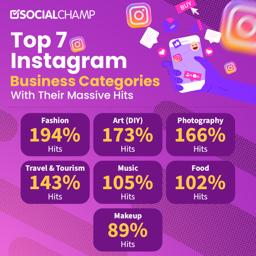 SOCIALCHAMP
BUY
Top 7
Instagram
Business Categories
With Their Massive Hits
Fashion
194%
Hits
Art (DIY)
173%
Hits
Photography
166%
Hits
Travel & Tourism
143%
Hits
Music
105%
Hits
Food
102%
Hits
Makeup
89%
Hits